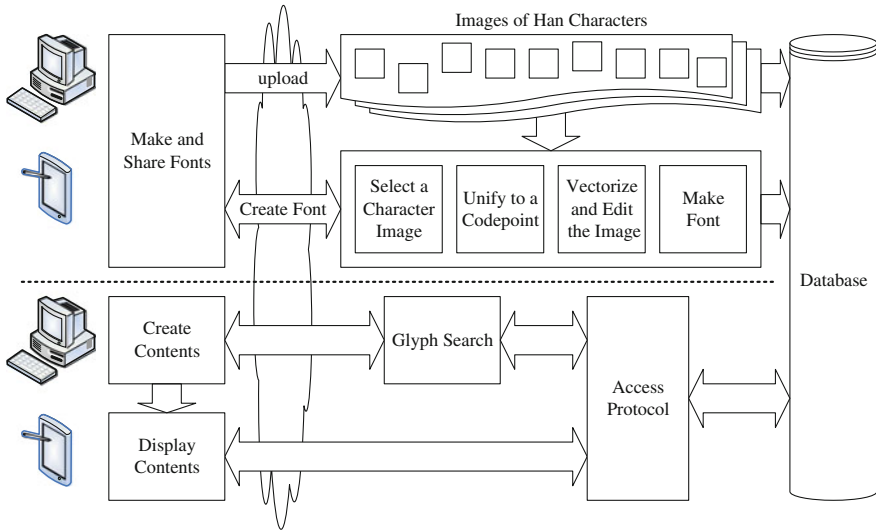 Images of Han Characters
upload
Make and
Share Fonts
Create Font
Select a
Character
Image
Unify to a
Codepoint
Vectorize
and Edit
the Image
Make
Font
Database
Create
Contents
Glyph Search
Access
Protocol
Display
Contents